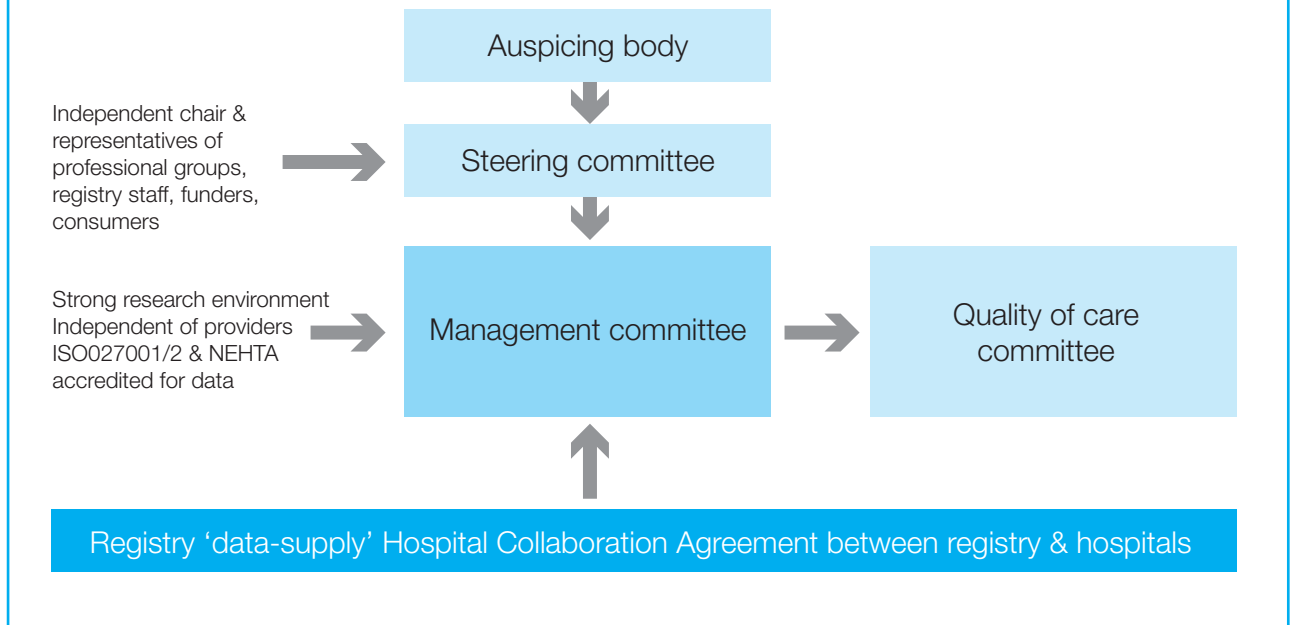 Auspicing body
Independent chair &
representatives of
professional groups,
registry staff, funders,
consumers
Steering committee
Strong research environment
Independent of providers
ISO027001/2 & NEHTA
accredited for data
Management committee
Quality of care
committee
Registry ‘data-supply’ Hospital Collaboration Agreement between registry & hospitals